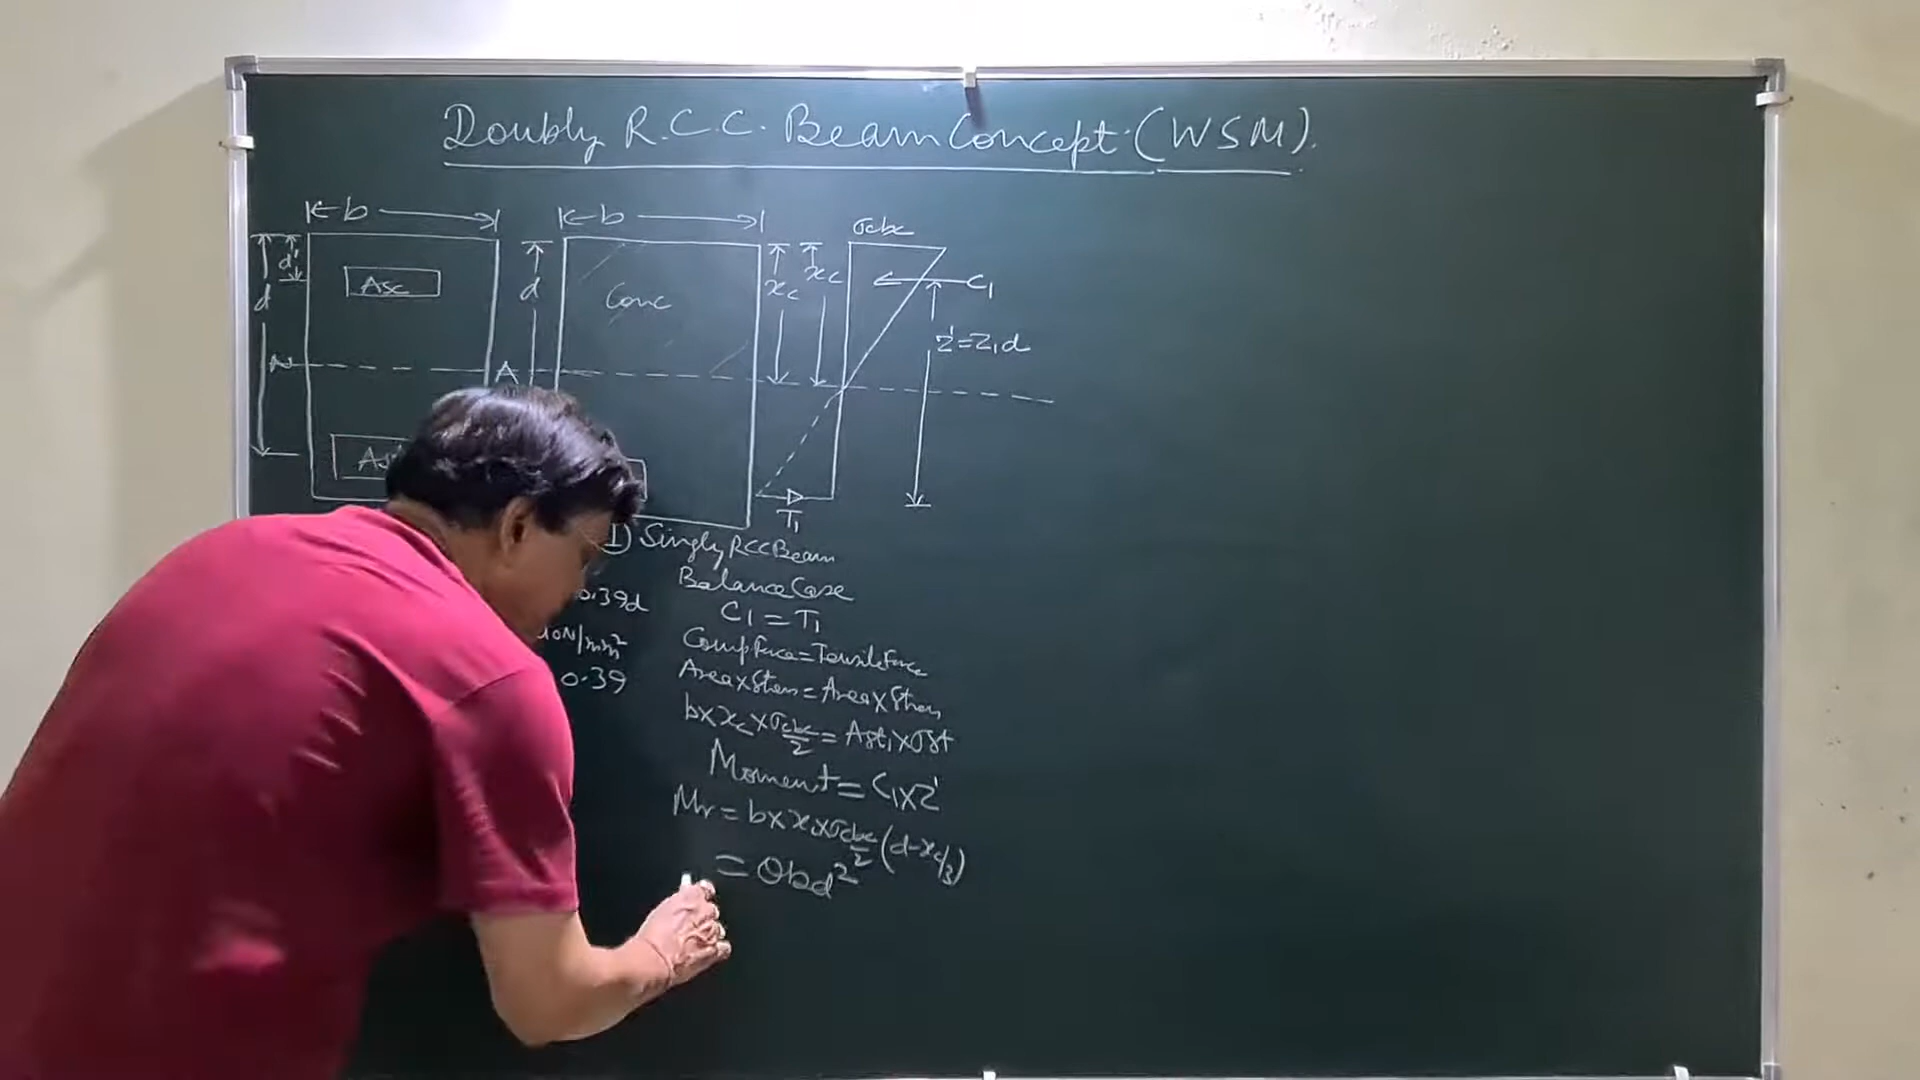 Doubly R.C.C. Beam Concept (WSM).
b
d'
d
Asc
N
A
b
d
Conc
xc
xc
σcbc
C1
z'=z1d
T1
I) Singly RCC Beam
Balance Case
0.39d
C1 = T1
N/mm²
Comp Force = Tensile Force
0.39
Area x Stress = Area x Stress
b x xc x σcbc/2 = Ast1 x σst
Moment = C1 x z'
Mr = b x xc x σcbc/2 (d - xc/3)
= Qbd²